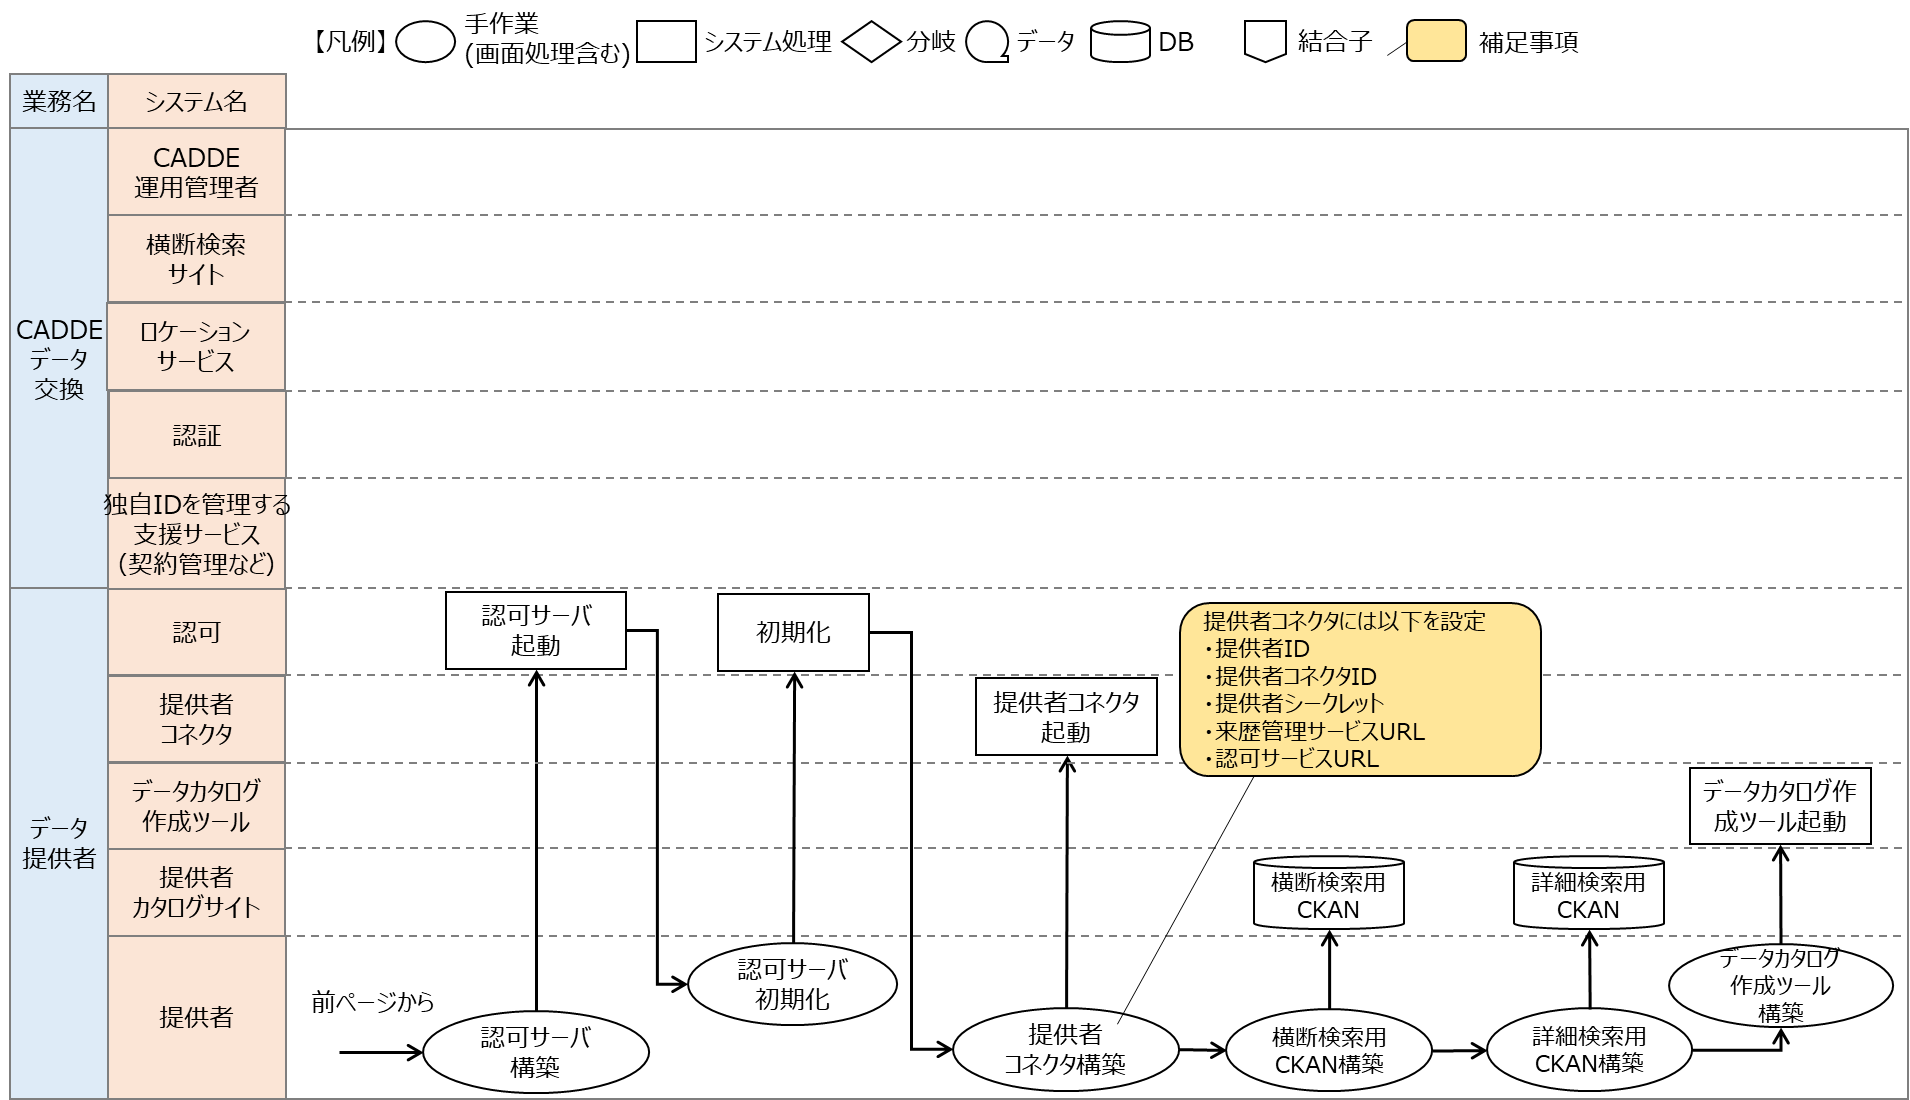 【凡例】
手作業
(画面処理含む)
システム処理
分岐
データ
DB
結合子
補足事項
業務名
システム名
CADDE
データ
交換
CADDE
運用管理者
横断検索
サイト
ロケーション
サービス
認証
独自IDを管理する
支援サービス
(契約管理など)
データ
提供者
認可
提供者
コネクタ
データカタログ
作成ツール
提供者
カタログサイト
提供者
前ページから
認可サーバ
構築
認可サーバ
起動
認可サーバ
初期化
初期化
提供者
コネクタ構築
提供者コネクタ
起動
提供者コネクタには以下を設定
・提供者ID
・提供者コネクタID
・提供者シークレット
・来歴管理サービスURL
・認可サービスURL
横断検索用
CKAN構築
横断検索用
CKAN
詳細検索用
CKAN構築
詳細検索用
CKAN
データカタログ
作成ツール
構築
データカタログ作
成ツール起動